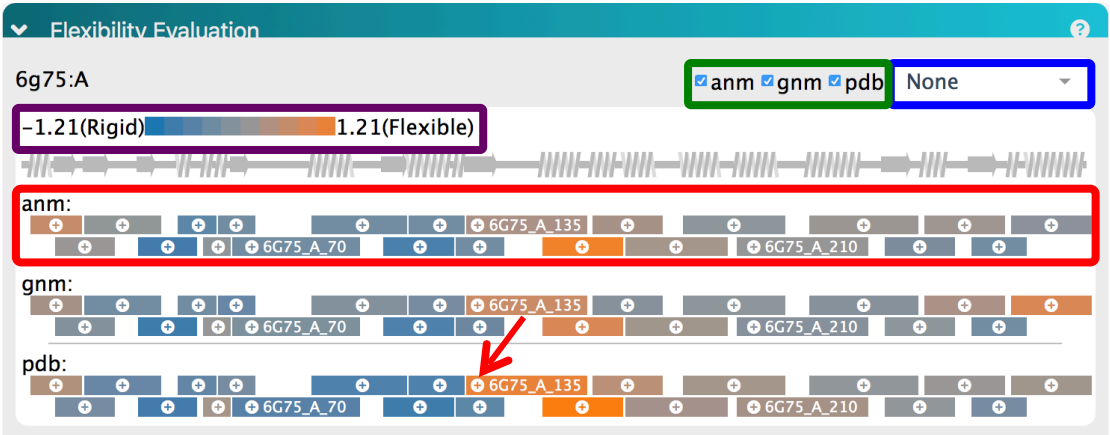 Flexibility Evaluation ?
6g75:A
anm gnm pdb None
-1.21(Rigid) 1.21(Flexible)
anm:
6G75_A_135
6G75_A_70 6G75_A_210
gnm:
6G75_A_135
6G75_A_70 6G75_A_210
pdb:
6G75_A_135
6G75_A_70 6G75_A_210